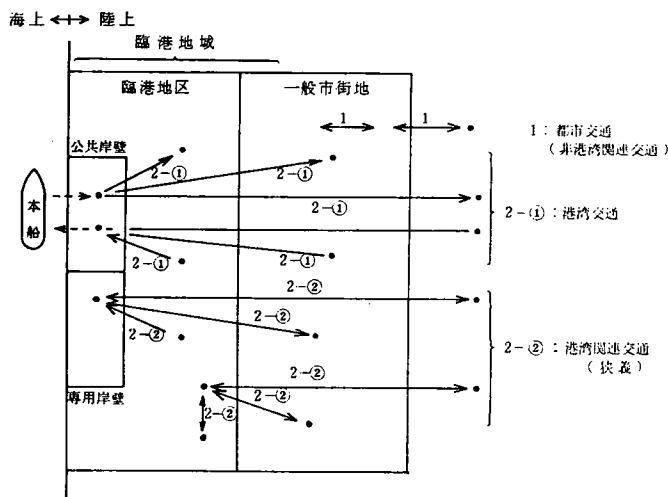 海上 ←→ 陸上
臨港地域
臨港地区
一般市街地
公共岸壁
本船
専用岸壁
1
1
2-①
2-①
2-①
2-①
2-①
2-②
2-②
2-②
2-②
2-②
2-②
1：都市交通
（非港湾関連交通）
2-①：港湾交通
2-②：港湾関連交通
（狭義）